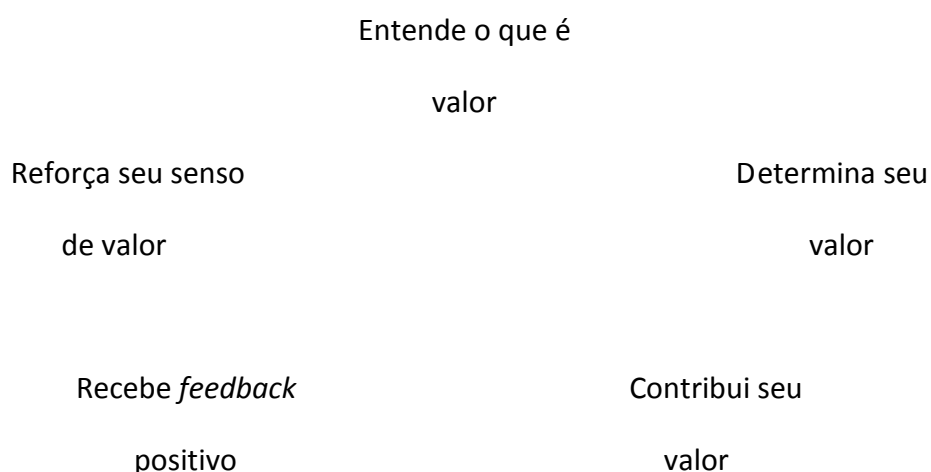 Entende o que é
valor
Reforça seu senso
de valor
Determina seu
valor
Recebe feedback
positivo
Contribui seu
valor